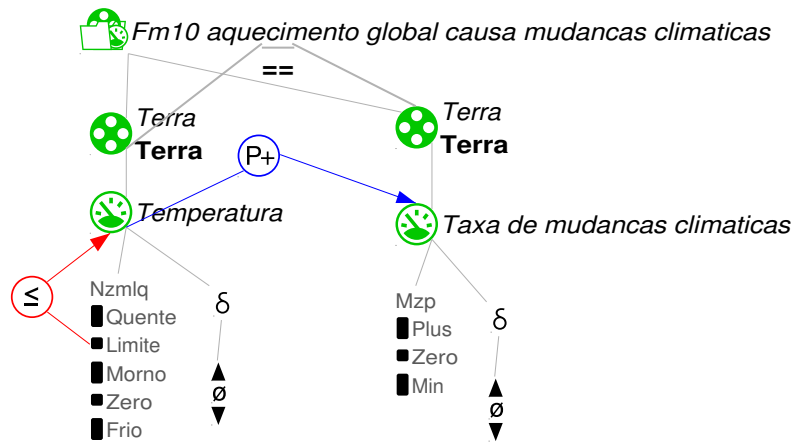 Fm10 aquecimento global causa mudancas climaticas
==
Terra
Terra
Terra
Terra
P+
Temperatura
Taxa de mudancas climaticas
≤
Nzmlq
Quente
Limite
Morno
Zero
Frio
δ
ø
Mzp
Plus
Zero
Min
δ
ø